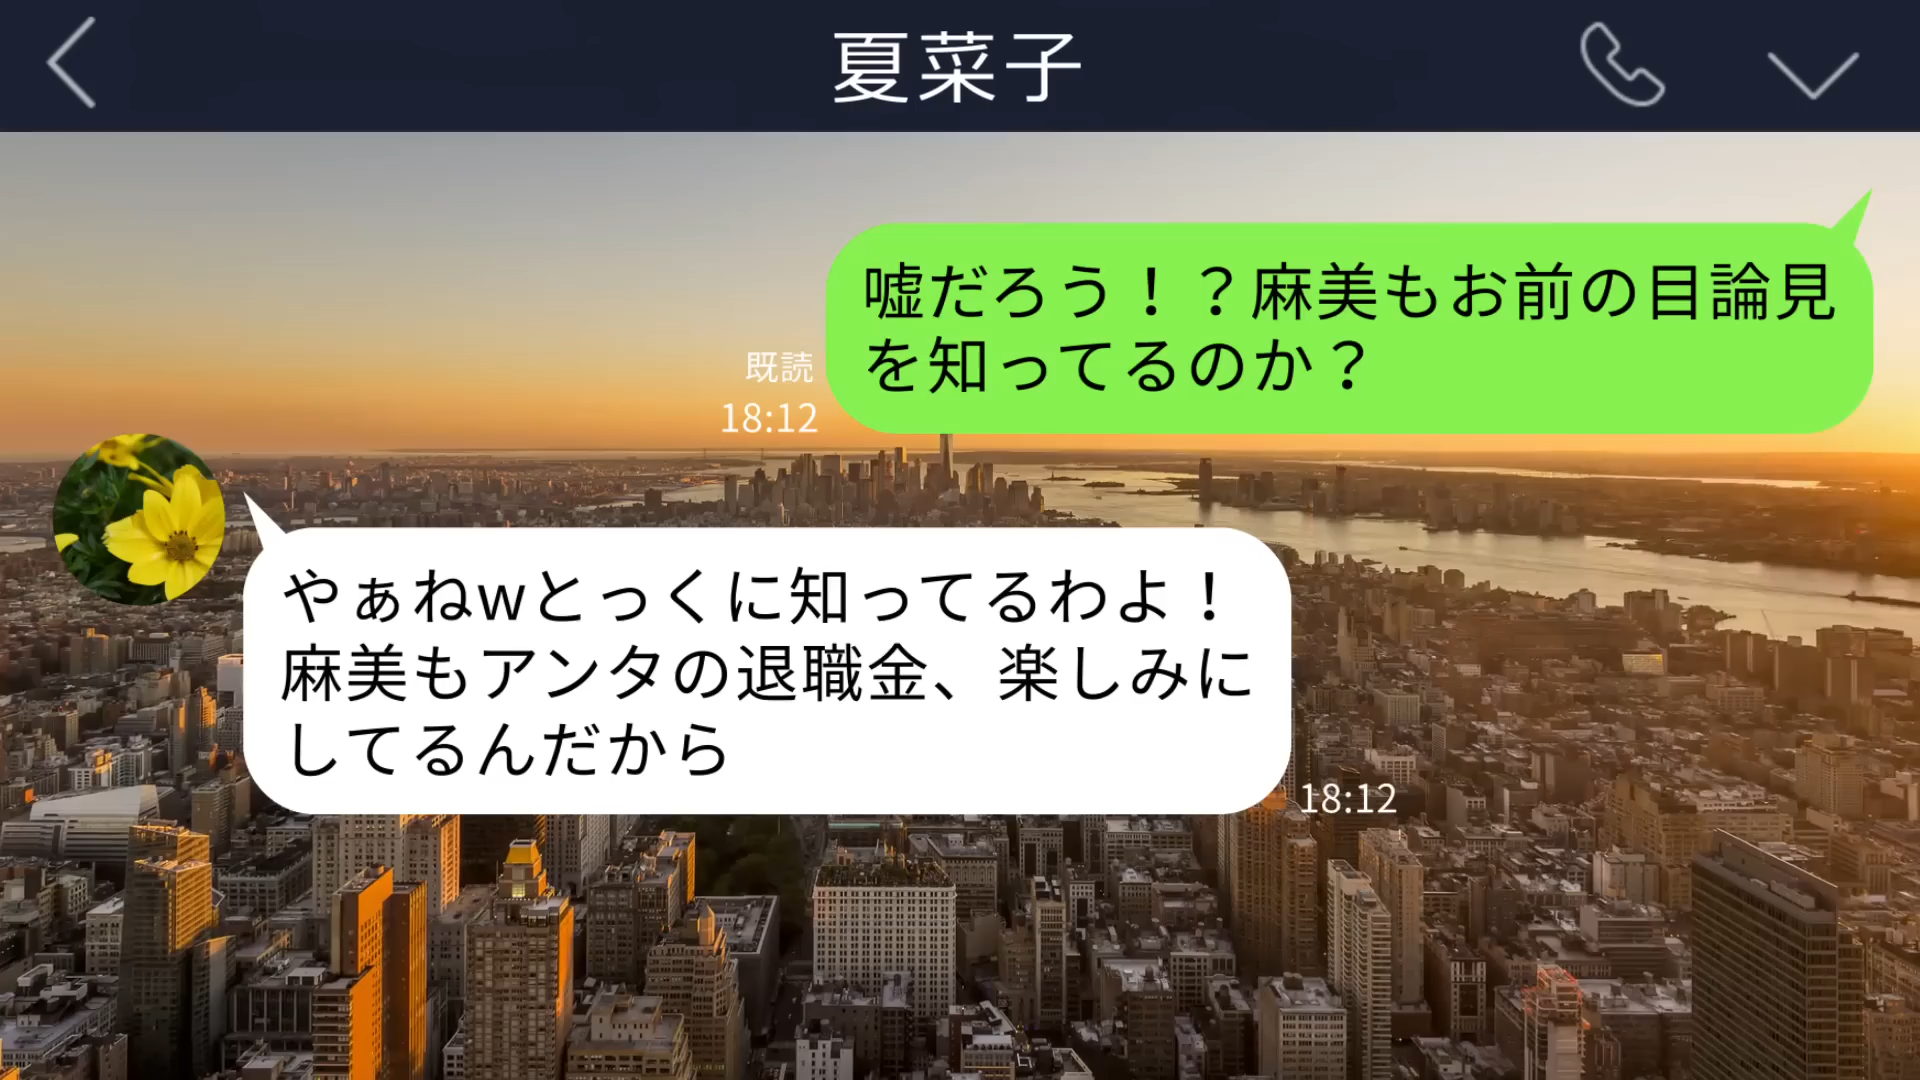 夏菜子
嘘だろう！？麻美もお前の目論見
を知ってるのか？
既読
18:12
やぁねwとっくに知ってるわよ！
麻美もアンタの退職金、楽しみに
してるんだから
18:12